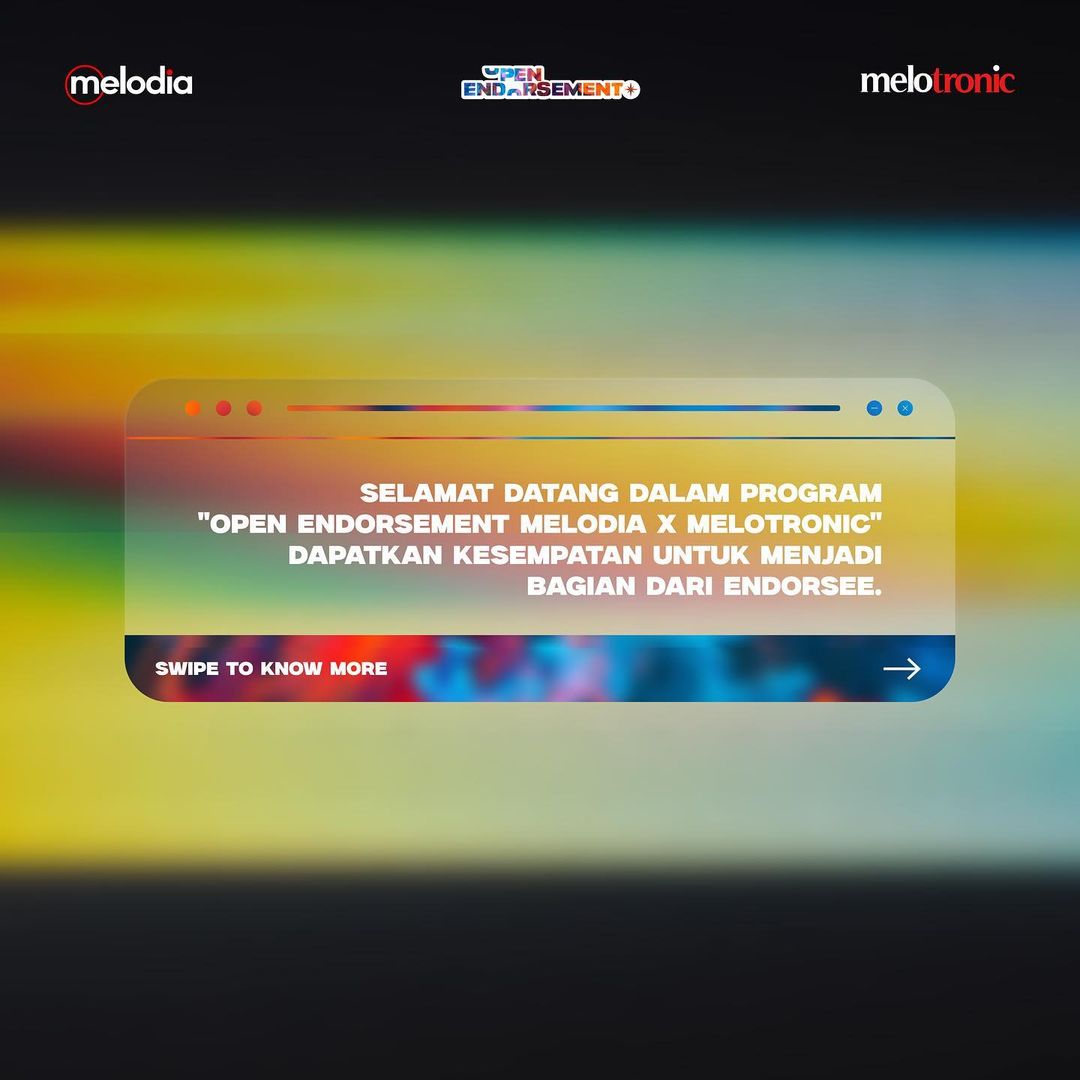 melodia
OPEN
ENDORSEMENT
melotronic
SELAMAT DATANG DALAM PROGRAM
"OPEN ENDORSEMENT MELODIA X MELOTRONIC"
DAPATKAN KESEMPATAN UNTUK MENJADI
BAGIAN DARI ENDORSEE.
SWIPE TO KNOW MORE